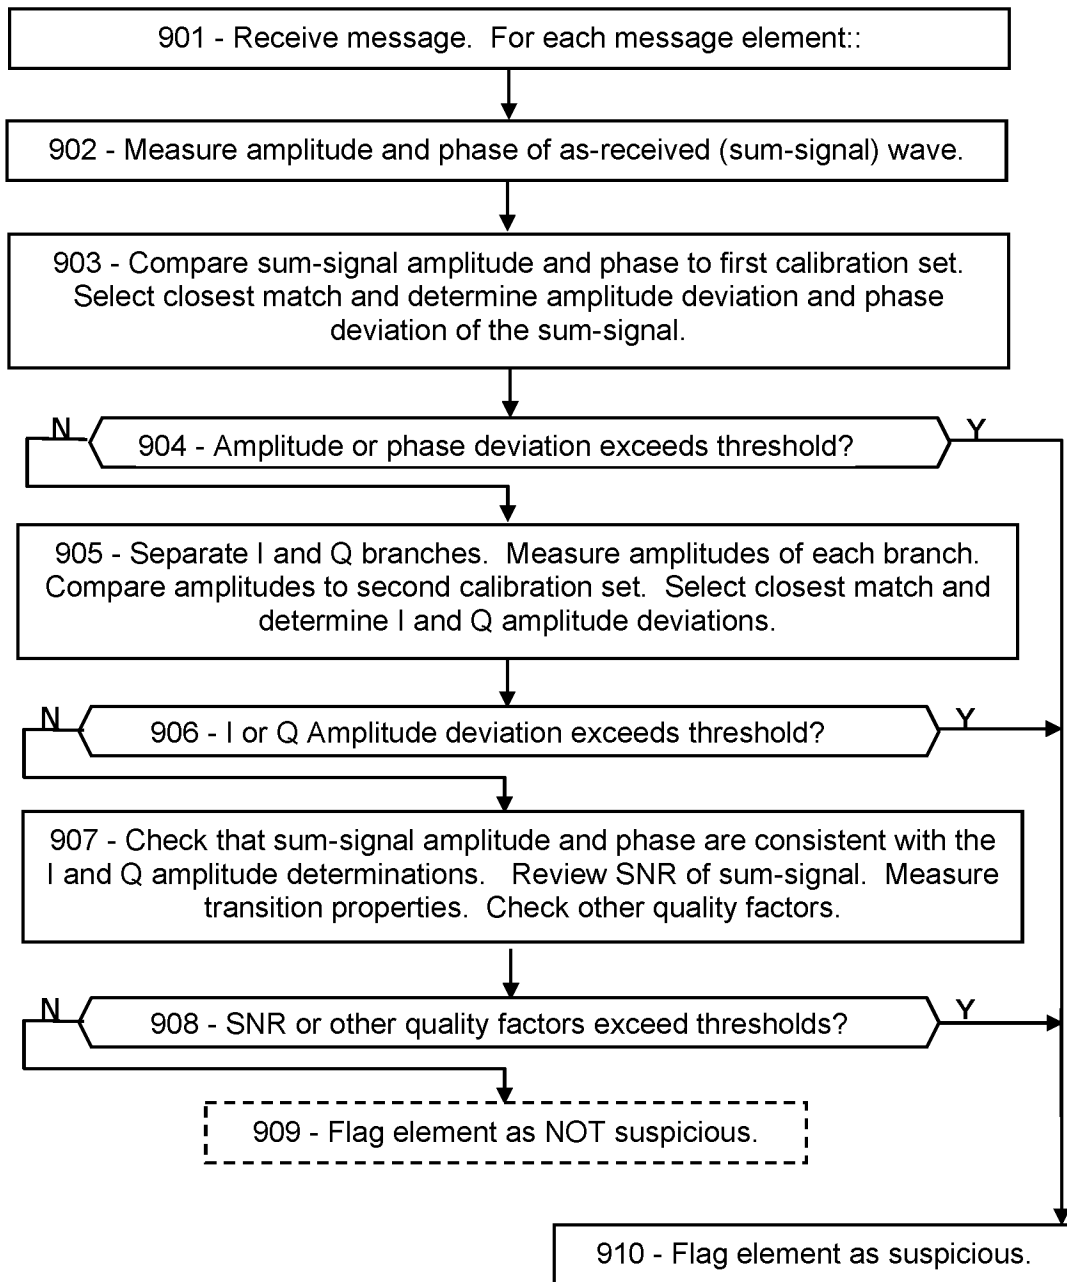 901 - Receive message.  For each message element::
902 - Measure amplitude and phase of as-received (sum-signal) wave.
903 - Compare sum-signal amplitude and phase to first calibration set.
Select closest match and determine amplitude deviation and phase
deviation of the sum-signal.
N
904 - Amplitude or phase deviation exceeds threshold?
Y
905 - Separate I and Q branches.  Measure amplitudes of each branch.
Compare amplitudes to second calibration set.  Select closest match and
determine I and Q amplitude deviations.
N
906 - I or Q Amplitude deviation exceeds threshold?
Y
907 - Check that sum-signal amplitude and phase are consistent with the
I and Q amplitude determinations.   Review SNR of sum-signal.  Measure
transition properties.  Check other quality factors.
N
908 - SNR or other quality factors exceed thresholds?
Y
909 - Flag element as NOT suspicious.
910 - Flag element as suspicious.